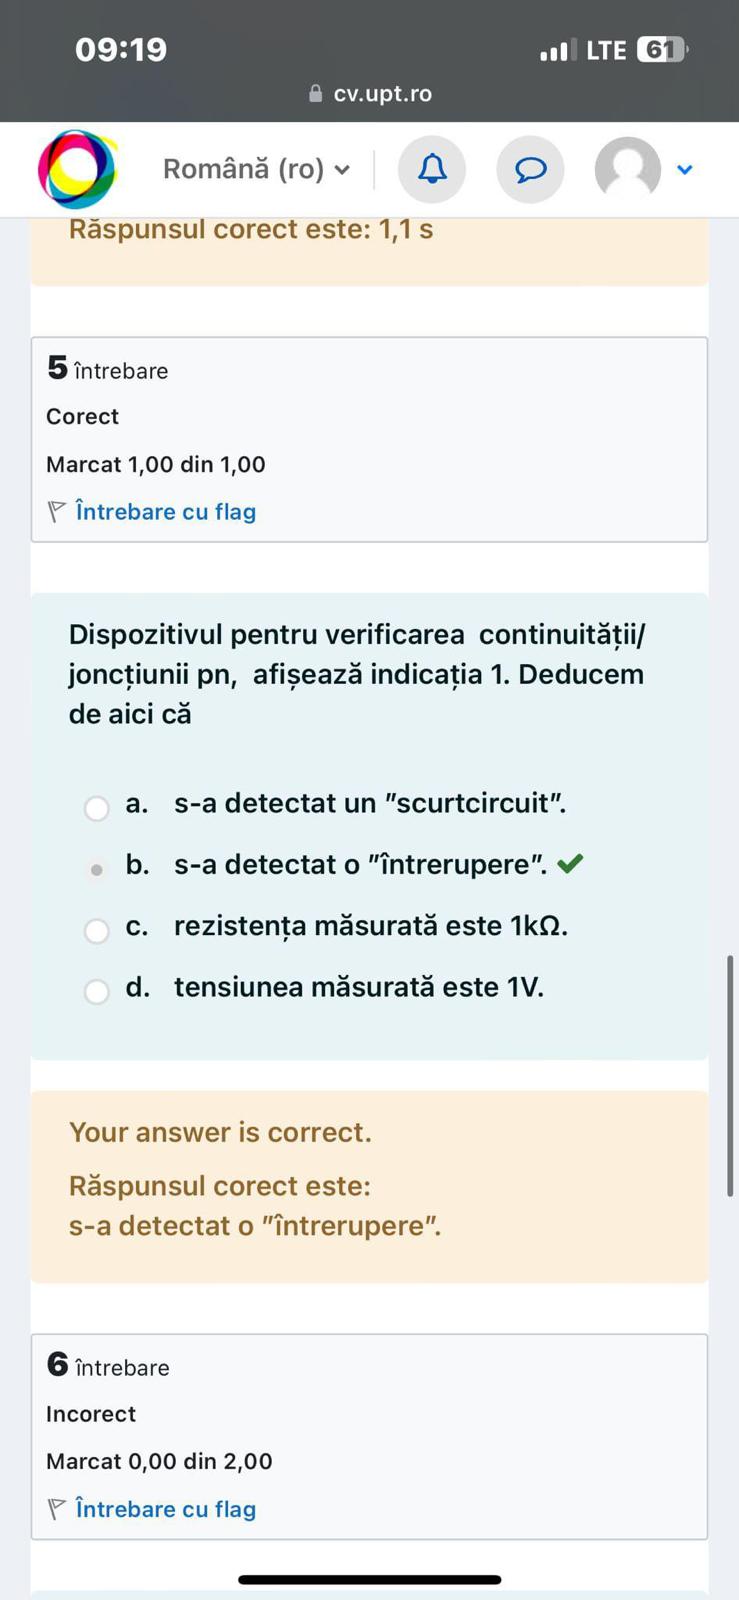 09:19
LTE 61
cv.upt.ro
Română (ro)
Răspunsul corect este: 1,1 s
5 întrebare
Corect
Marcat 1,00 din 1,00
Întrebare cu flag
Dispozitivul pentru verificarea continuității/
joncțiunii pn, afișează indicația 1. Deducem
de aici că
a. s-a detectat un ”scurtcircuit”.
b. s-a detectat o ”întrerupere”.
c. rezistența măsurată este 1kΩ.
d. tensiunea măsurată este 1V.
Your answer is correct.
Răspunsul corect este:
s-a detectat o ”întrerupere”.
6 întrebare
Incorect
Marcat 0,00 din 2,00
Întrebare cu flag